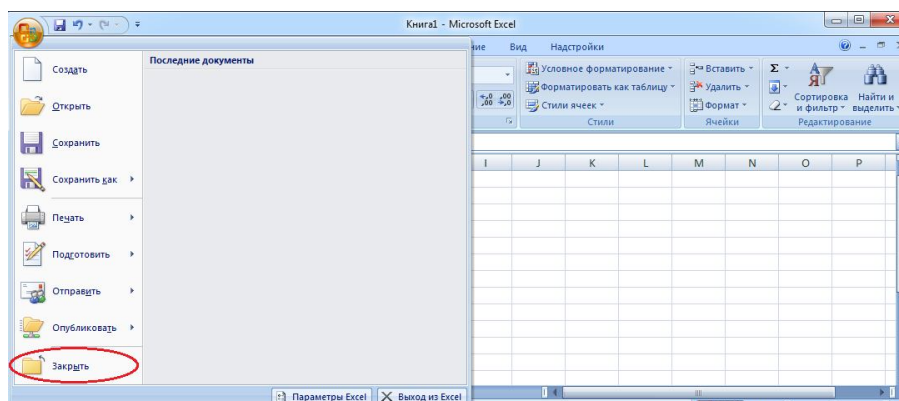 Книга1 - Microsoft Excel
ние Вид Надстройки
Последние документы
Создать
Открыть
Сохранить
Сохранить как
Печать
Подготовить
Отправить
Опубликовать
Закрыть
Параметры Excel Выход из Excel
Условное форматирование
Форматировать как таблицу
Стили ячеек
Стили
Вставить
Удалить
Формат
Ячейки
Σ
Сортировка и фильтр
Найти и выделить
Редактирование
I J K L M N O P